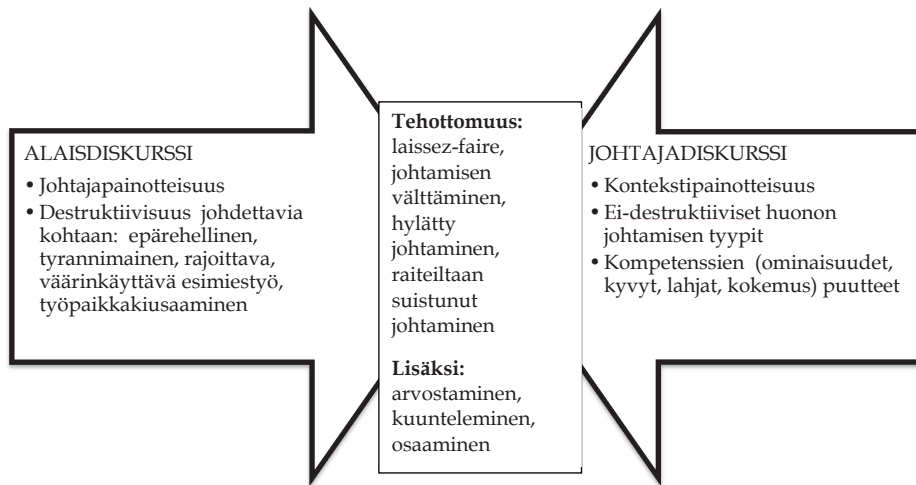 ALAISDISKURSSI
• Johtajapainotteisuus
• Destruktiivisuus johdettavia
kohtaan: epärehellinen,
tyrannimainen, rajoittava,
väärinkäyttävä esimiestyö,
työpaikkakiusaaminen
Tehottomuus:
laissez-faire,
johtamisen
välttäminen,
hylätty
johtaminen,
raiteiltaan
suistunut
johtaminen
Lisäksi:
arvostaminen,
kuunteleminen,
osaaminen
JOHTAJADISKURSSI
• Kontekstipainotteisuus
• Ei-destruktiiviset huonon
johtamisen tyypit
• Kompetenssien (ominaisuudet,
kyvyt, lahjat, kokemus) puutteet